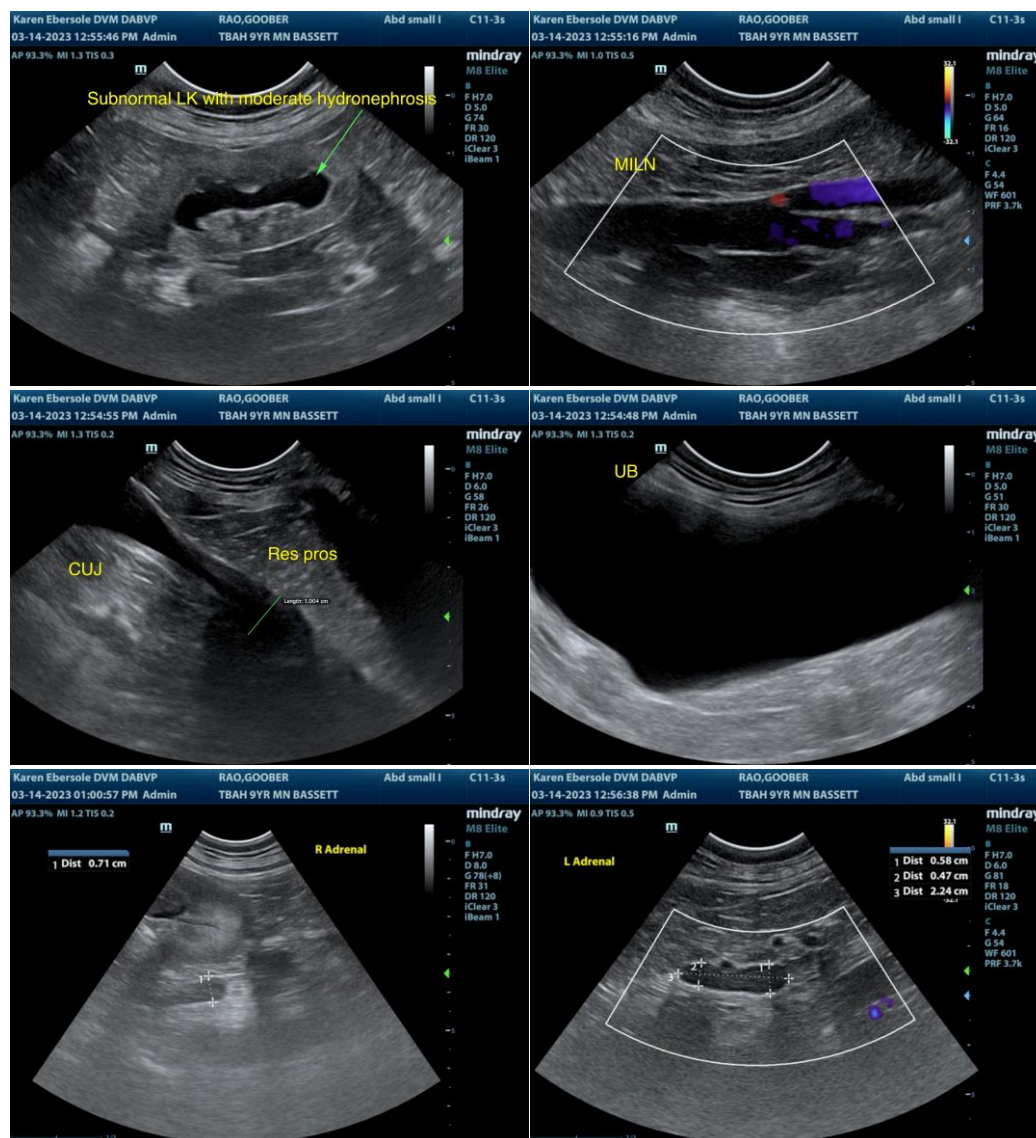 Karen Ebersole DVM DABVP RAO,GOOBER Abd small I C11-3s
03-14-2023 12:55:46 PM Admin TBAH 9YR MN BASSETT
AP 93.3% MI 1.3 TIS 0.3
mindray
M8 Elite
m
B
F H7.0
D 5.0
G 74
FR 30
DR 120
iClear 3
iBeam 1
Subnormal LK with moderate hydronephrosis
0
1
4
Karen Ebersole DVM DABVP RAO,GOOBER Abd small I C11-3s
03-14-2023 12:55:16 PM Admin TBAH 9YR MN BASSETT
AP 93.3% MI 1.0 TIS 0.5
mindray
M8 Elite
m
32.1
-32.1
B
F H7.0
D 5.0
G 64
FR 16
DR 120
iClear 3
iBeam 1
C
F 4.4
G 54
WF 601
PRF 3.7k
MILN
Karen Ebersole DVM DABVP RAO,GOOBER Abd small I C11-3s
03-14-2023 12:54:55 PM Admin TBAH 9YR MN BASSETT
AP 93.3% MI 1.3 TIS 0.2
mindray
M8 Elite
m
B
F H7.0
D 6.0
G 58
FR 26
DR 120
iClear 3
iBeam 1
CUJ
Res pros
Length: 1.004 cm
Karen Ebersole DVM DABVP RAO,GOOBER Abd small I C11-3s
03-14-2023 12:54:48 PM Admin TBAH 9YR MN BASSETT
AP 93.3% MI 1.3 TIS 0.2
mindray
M8 Elite
m
B
F H7.0
D 5.0
G 51
FR 30
DR 120
iClear 3
iBeam 1
UB
Karen Ebersole DVM DABVP RAO,GOOBER Abd small I C11-3s
03-14-2023 01:00:57 PM Admin TBAH 9YR MN BASSETT
AP 93.3% MI 1.2 TIS 0.2
mindray
M8 Elite
m
B
F H7.0
D 8.0
G 78(+8)
FR 31
DR 120
iClear 3
iBeam 1
1 Dist 0.71 cm
R Adrenal
1
Karen Ebersole DVM DABVP RAO,GOOBER Abd small I C11-3s
03-14-2023 12:56:38 PM Admin TBAH 9YR MN BASSETT
AP 93.3% MI 0.9 TIS 0.5
mindray
M8 Elite
m
32.1
B
F H7.0
D 6.0
G 81
FR 18
DR 120
iClear 3
C
F 4.4
G 54
WF 601
PRF 3.7k
L Adrenal
1 Dist 0.58 cm
2 Dist 0.47 cm
3 Dist 2.24 cm
-32.1
2
1
3